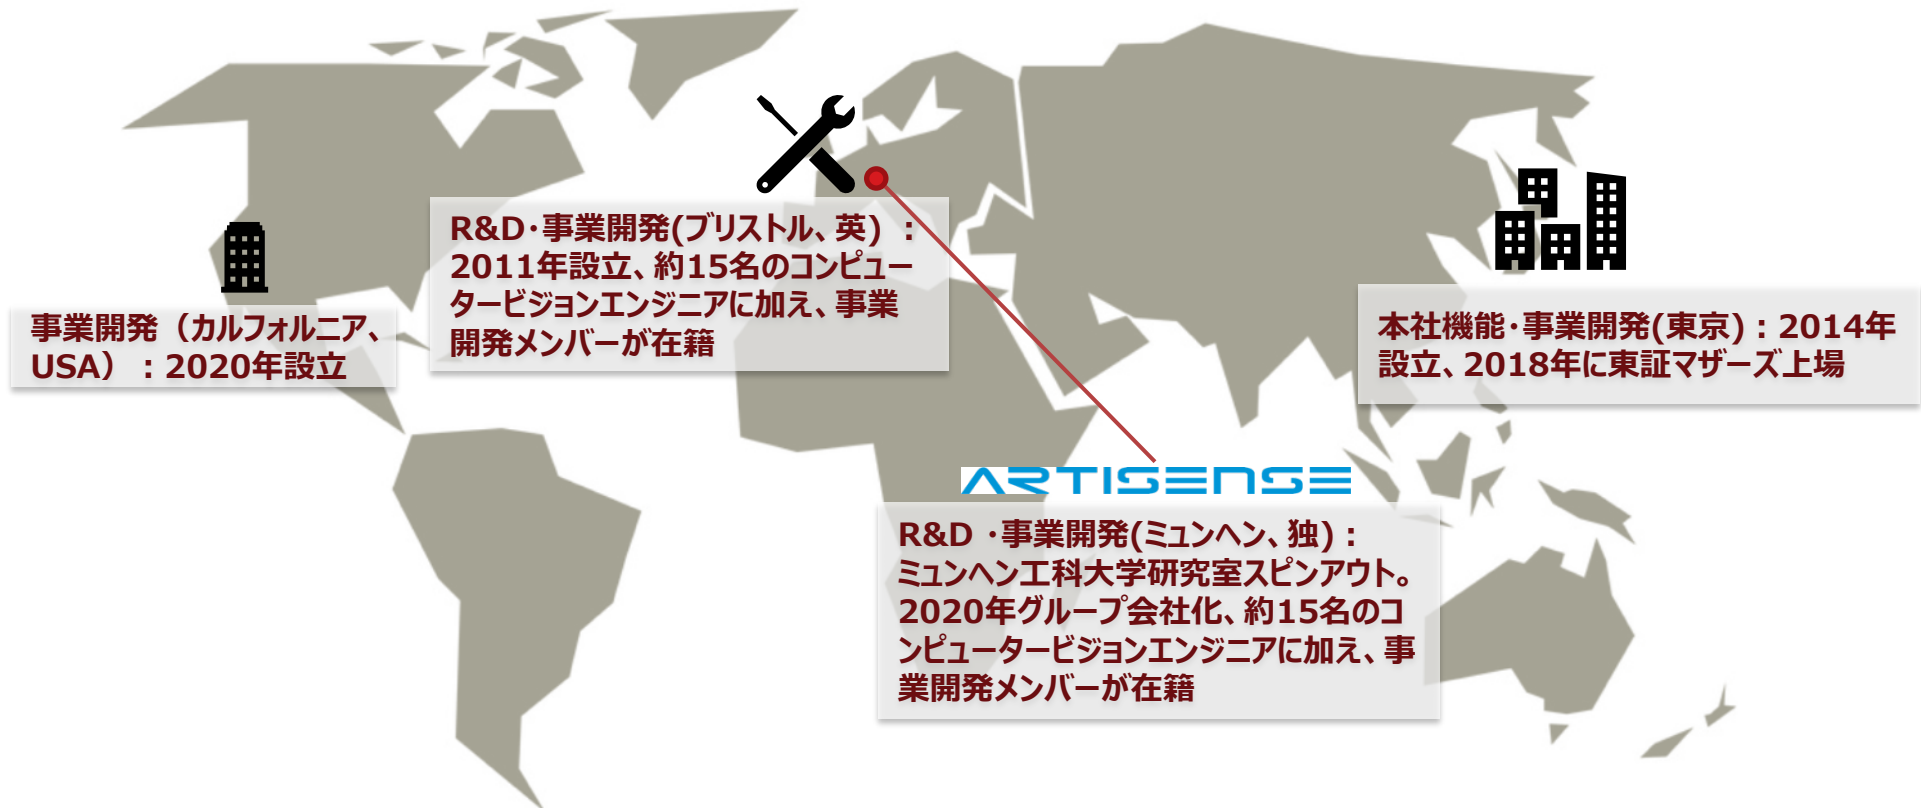 R&D・事業開発(ブリストル、英) :
2011年設立、約15名のコンピュー
タービジョンエンジニアに加え、事業
開発メンバーが在籍
事業開発（カルフォルニア、
USA）：2020年設立
本社機能・事業開発(東京)：2014年
設立、2018年に東証マザーズ上場
ARTISENSE
R&D ・事業開発(ミュンヘン、独)：
ミュンヘン工科大学研究室スピンアウト。
2020年グループ会社化、約15名のコ
ンピュータービジョンエンジニアに加え、事
業開発メンバーが在籍